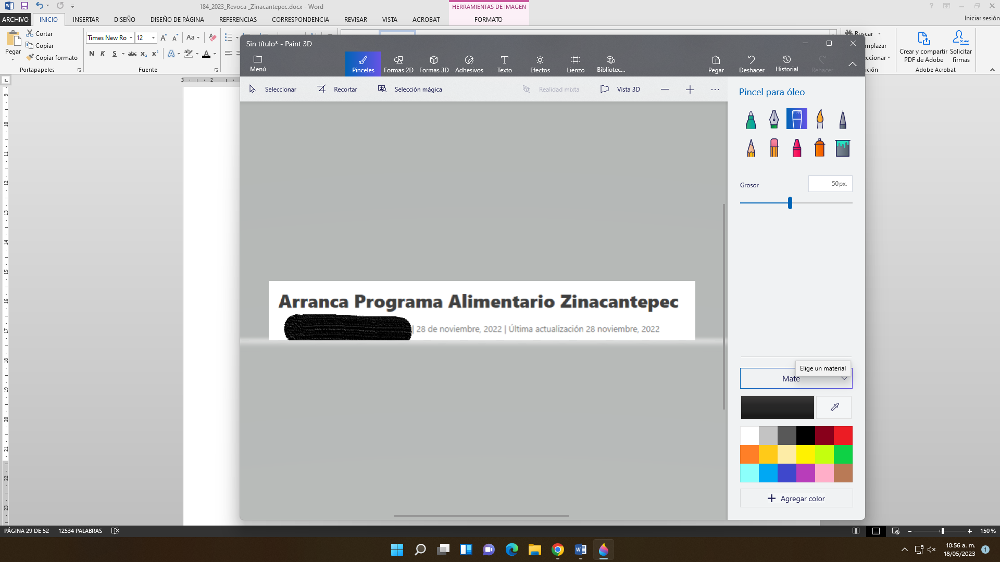 184_2023_Revoca _Zinacantepec.docx - Word
HERRAMIENTAS DE IMAGEN
ARCHIVO INICIO INSERTAR DISEÑO DISEÑO DE PÁGINA REFERENCIAS CORRESPONDENCIA REVISAR VISTA ACROBAT FORMATO
Iniciar sesión
Pegar
Cortar
Copiar
Copiar formato
Portapapeles
Times New Ro 12
N K S abc x₂ x²
Fuente
Buscar
mplazar
ccionar
ción
Crear y compartir PDF de Adobe
Solicitar firmas
Adobe Acrobat
Sin título* - Paint 3D
Menú
Pinceles Formas 2D Formas 3D Adhesivos Texto Efectos Lienzo Bibliotec...
Pegar Deshacer Historial Rehacer
Seleccionar Recortar Selección mágica Realidad mixta Vista 3D
Pincel para óleo
Grosor 50px.
Arranca Programa Alimentario Zinacantepec
| 28 de noviembre, 2022 | Última actualización 28 noviembre, 2022
Elige un material
Mate
Agregar color
PÁGINA 29 DE 52 12534 PALABRAS
150 %
10:56 a. m.
18/05/2023
1